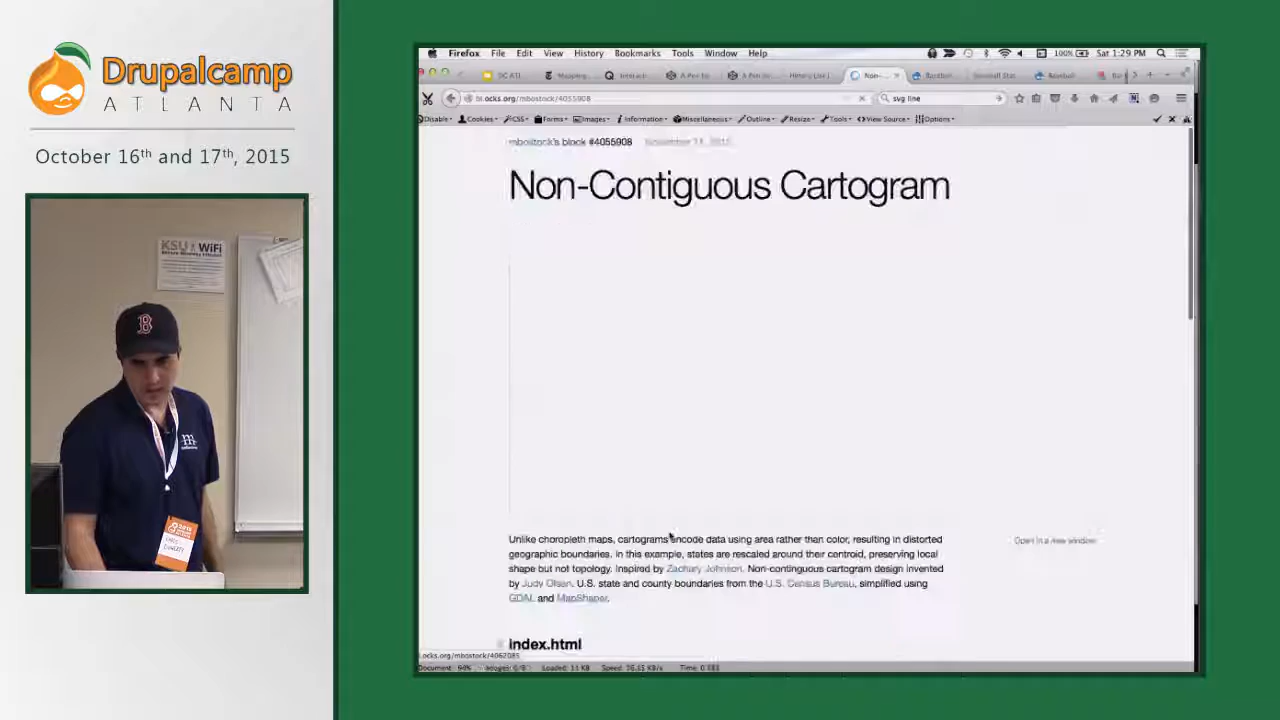 Drupalcamp
ATLANTA
October 16th and 17th, 2015
KSU WiFi
B
Firefox File Edit View History Bookmarks Tools Window Help
100% Sat 1:29 PM
bl.ocks.org/mbostock/4055908
svg line
Disable Cookies CSS Forms Images Information Miscellaneous Outline Resize Tools View Source Options
mbostock's block #4055908
Non-Contiguous Cartogram
Unlike choropleth maps, cartograms encode data using area rather than color, resulting in distorted
geographic boundaries. In this example, states are rescaled around their centroid, preserving local
shape but not topology. Inspired by Zachary Johnson. Non-continguous cartogram design invented
by Judy Olsen. U.S. state and county boundaries from the U.S. Census Bureau, simplified using
GDAL and MapShaper.
Open in a new window.
index.html